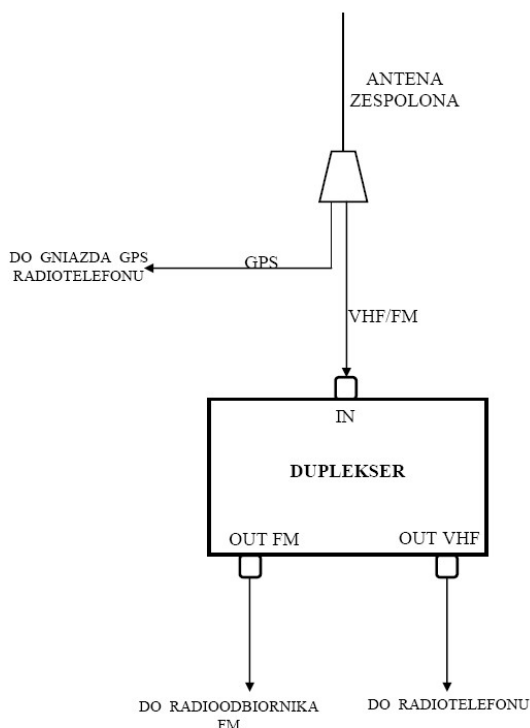 ANTENA
ZESPOLONA
DO GNIAZDA GPS
RADIOTELEFONU
GPS
VHF/FM
IN
DUPLEKSER
OUT FM
OUT VHF
DO RADIOODBIORNIKA
FM
DO RADIOTELEFONU